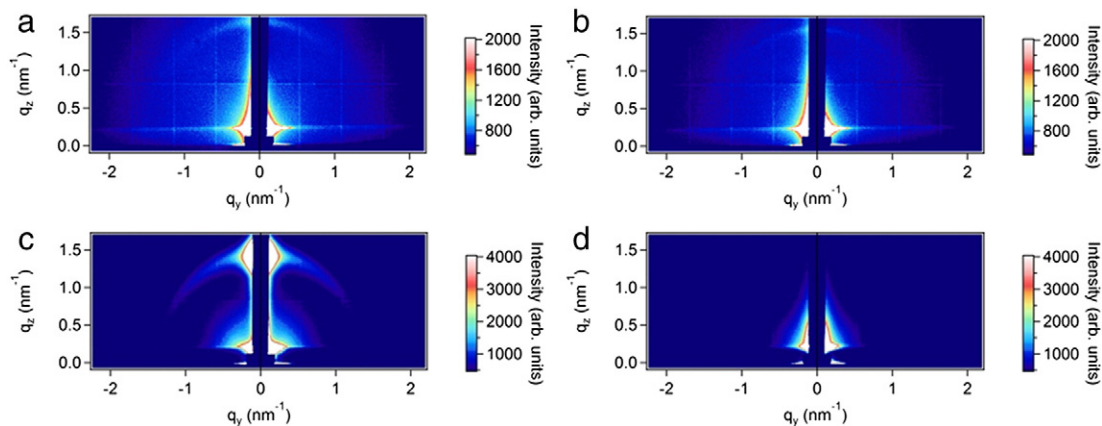 a
1.5
1.0
0.5
0.0
q_z (nm⁻¹)
-2 -1 0 1 2
q_y (nm⁻¹)
2000
1600
1200
800
Intensity (arb. units)
b
1.5
1.0
0.5
0.0
q_z (nm⁻¹)
-2 -1 0 1 2
q_y (nm⁻¹)
2000
1600
1200
800
Intensity (arb. units)
c
1.5
1.0
0.5
0.0
q_z (nm⁻¹)
-2 -1 0 1 2
q_y (nm⁻¹)
4000
3000
2000
1000
Intensity (arb. units)
d
1.5
1.0
0.5
0.0
q_z (nm⁻¹)
-2 -1 0 1 2
q_y (nm⁻¹)
4000
3000
2000
1000
Intensity (arb. units)